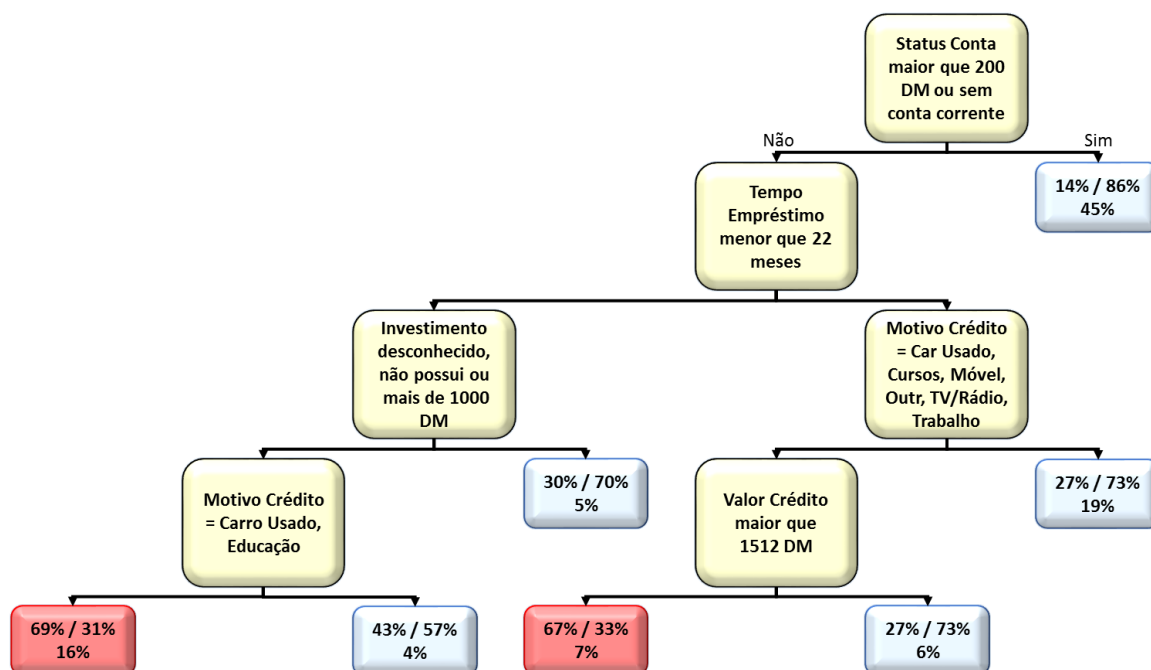 Status Conta
maior que 200
DM ou sem
conta corrente
Não
Sim
Tempo
Empréstimo
menor que 22
meses
14% / 86%
45%
Investimento
desconhecido,
não possui ou
mais de 1000
DM
Motivo Crédito
= Car Usado,
Cursos, Móvel,
Outr, TV/Rádio,
Trabalho
Motivo Crédito
= Carro Usado,
Educação
30% / 70%
5%
Valor Crédito
maior que
1512 DM
27% / 73%
19%
69% / 31%
16%
43% / 57%
4%
67% / 33%
7%
27% / 73%
6%